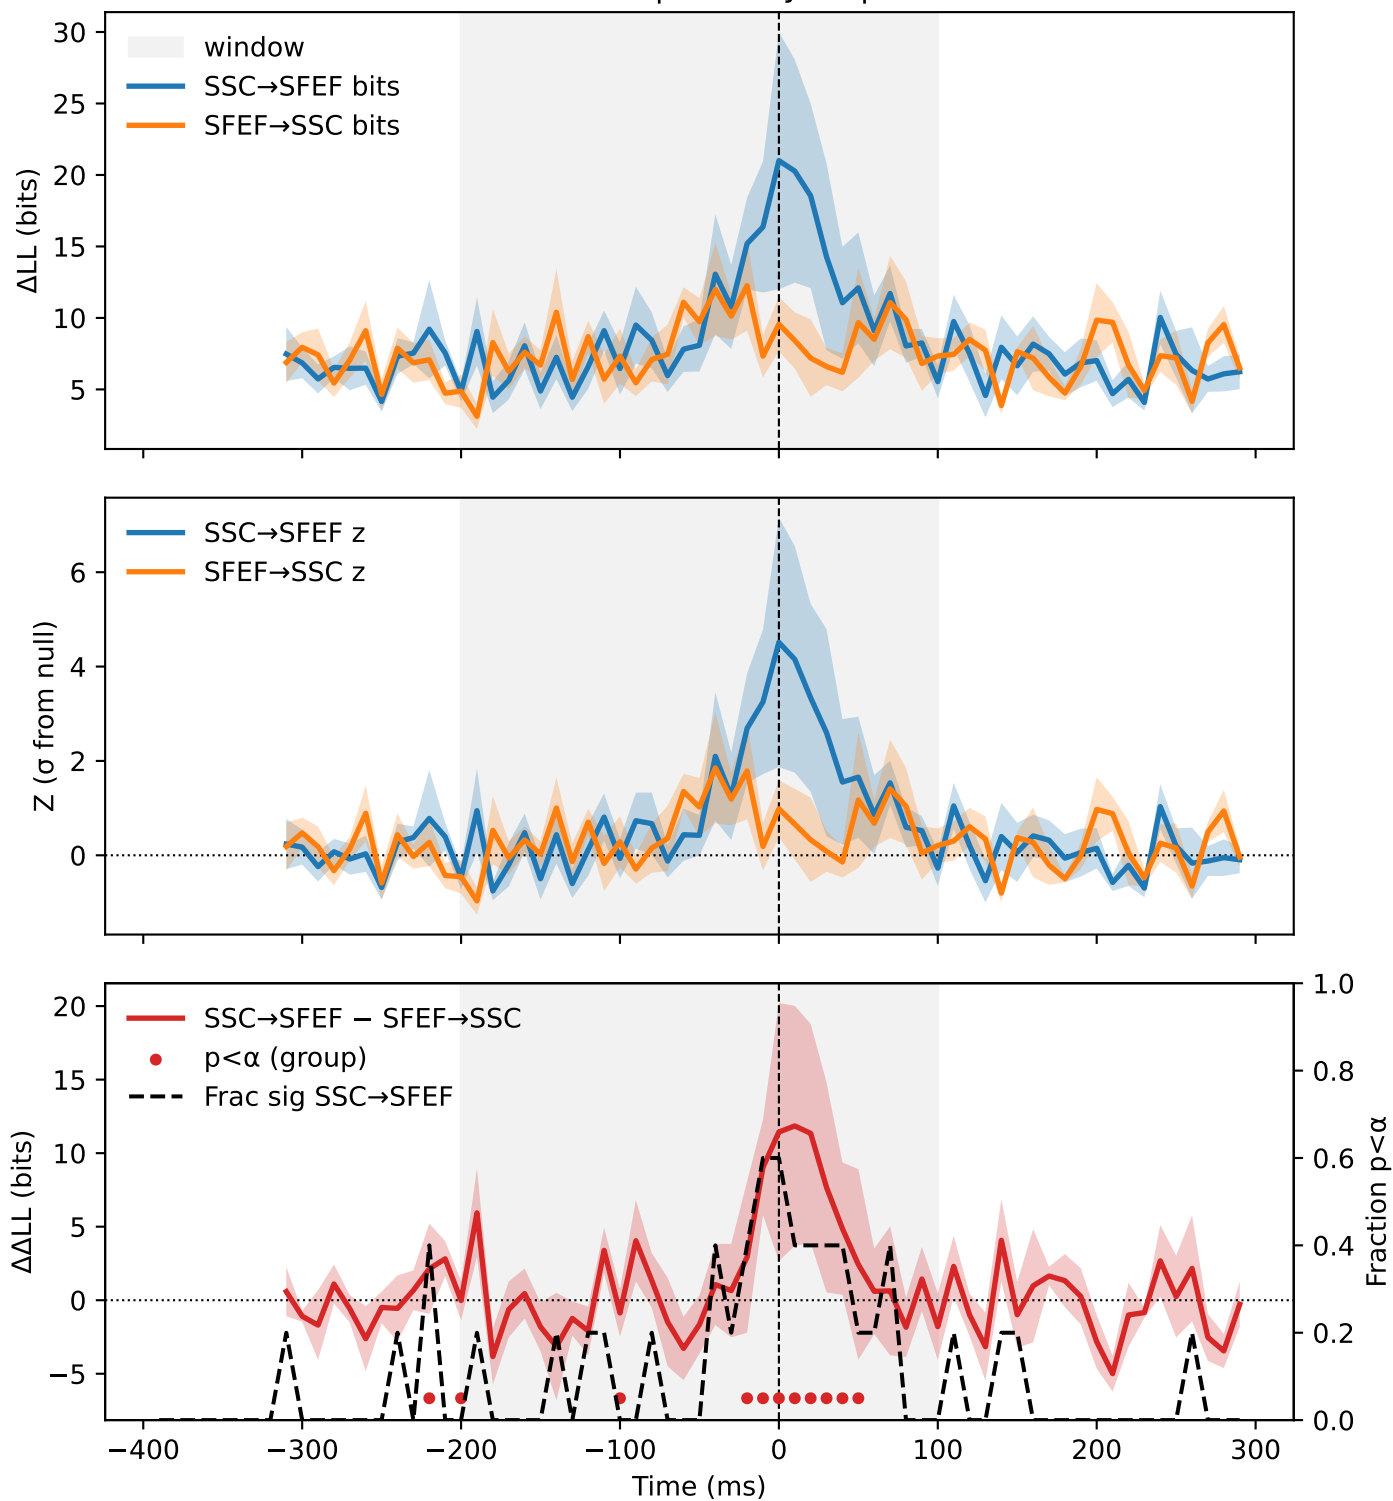 30
25
20
15
10
5
ΔLL (bits)
window
SSC→SFEF bits
SFEF→SSC bits
6
4
2
0
Z (σ from null)
SSC→SFEF z
SFEF→SSC z
20
15
10
5
0
−5
ΔΔLL (bits)
SSC→SFEF − SFEF→SSC
p<α (group)
Frac sig SSC→SFEF
1.0
0.8
0.6
0.4
0.2
0.0
Fraction p<α
−400
−300
−200
−100
0
100
200
300
Time (ms)